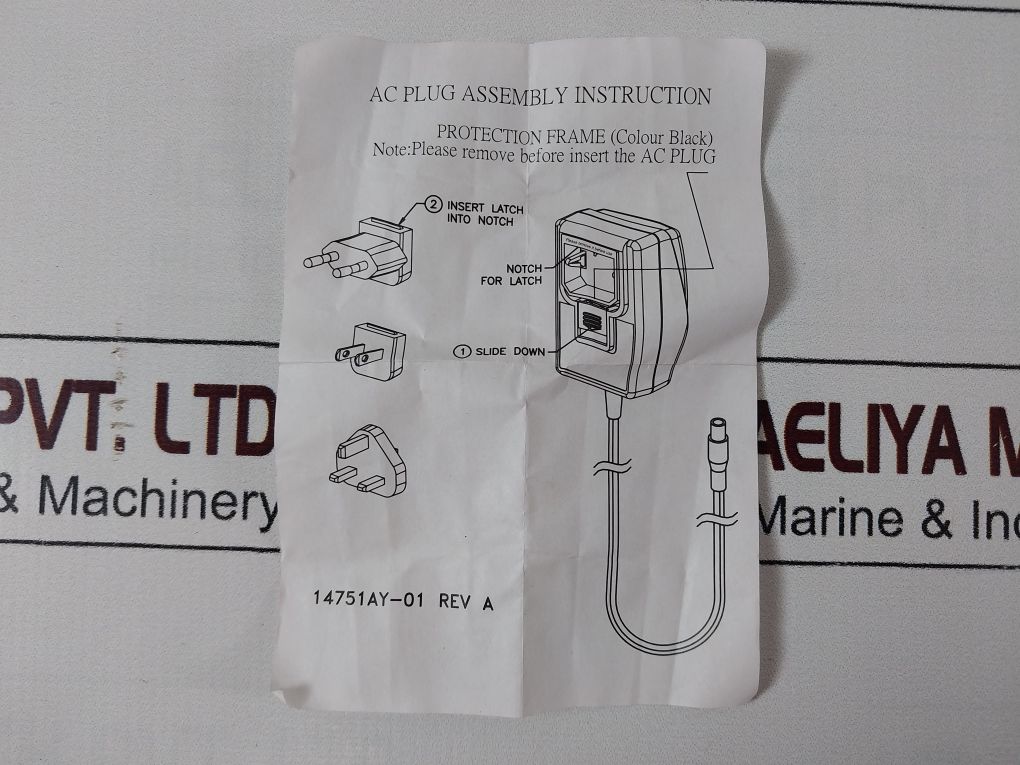 AC PLUG ASSEMBLY INSTRUCTION
PROTECTION FRAME (Colour Black)
Note:Please remove before insert the AC PLUG
2 INSERT LATCH
INTO NOTCH
NOTCH
FOR LATCH
1 SLIDE DOWN
14751AY-01 REV A
PVT. LTD
& Machinery
AELIYA M
Marine & Ind